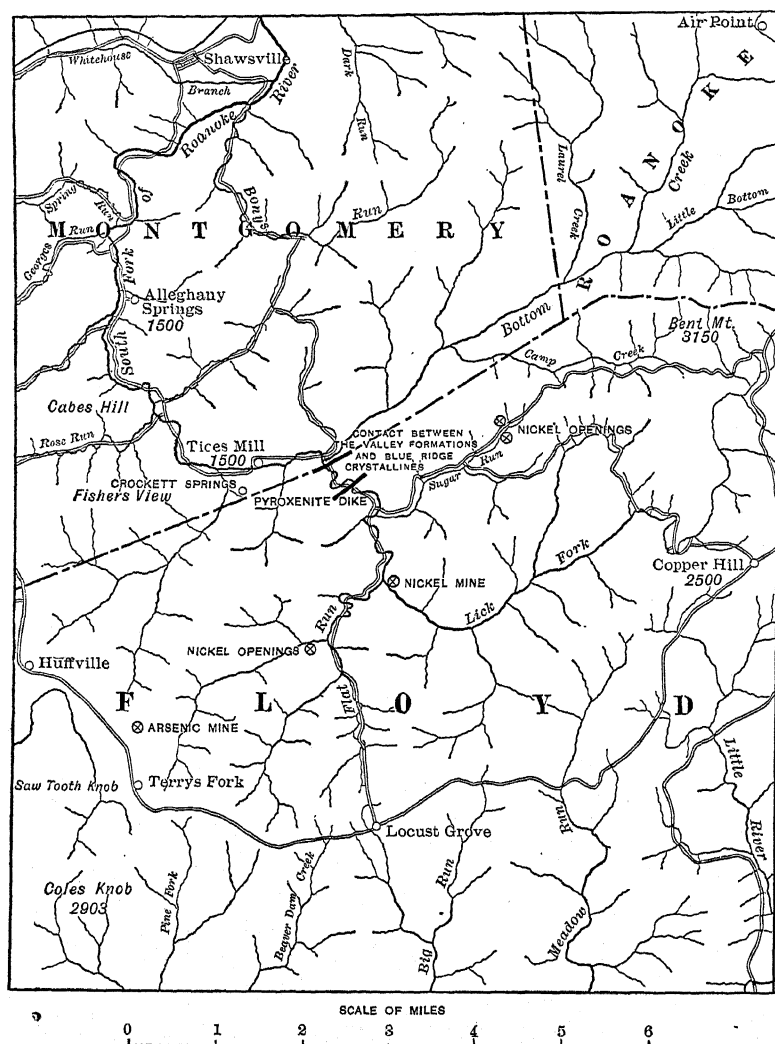 Air Point
Whitehouse
Shawsville
Branch
Roanoke
River
Dark
Run
ROANOKE
Laurel
Creek
Creek
Little
Bottom
Spring
Run
of
Bonys
Run
MONTGOMERY
Georges
Run
Fork
South
Alleghany
Springs
1500
Bottom
Bent Mt.
3150
Camp
Creek
Cabes Hill
Rose Run
Tices Mill
1500
CONTACT BETWEEN
THE VALLEY FORMATIONS
AND BLUE RIDGE
CRYSTALLINES
NICKEL OPENINGS
Sugar
Run
CROCKETT SPRINGS
Fishers View
PYROXENITE DIKE
Fork
Copper Hill
2500
NICKEL MINE
Lick
Run
NICKEL OPENINGS
Huffville
FLOYD
Flat
ARSENIC MINE
Little
River
Saw Tooth Knob
Terrys Fork
Locust Grove
Run
Meadow
Run
Big
Creek
Beaver Dam
Pine Fork
Coles Knob
2903
SCALE OF MILES
0 1 2 3 4 5 6